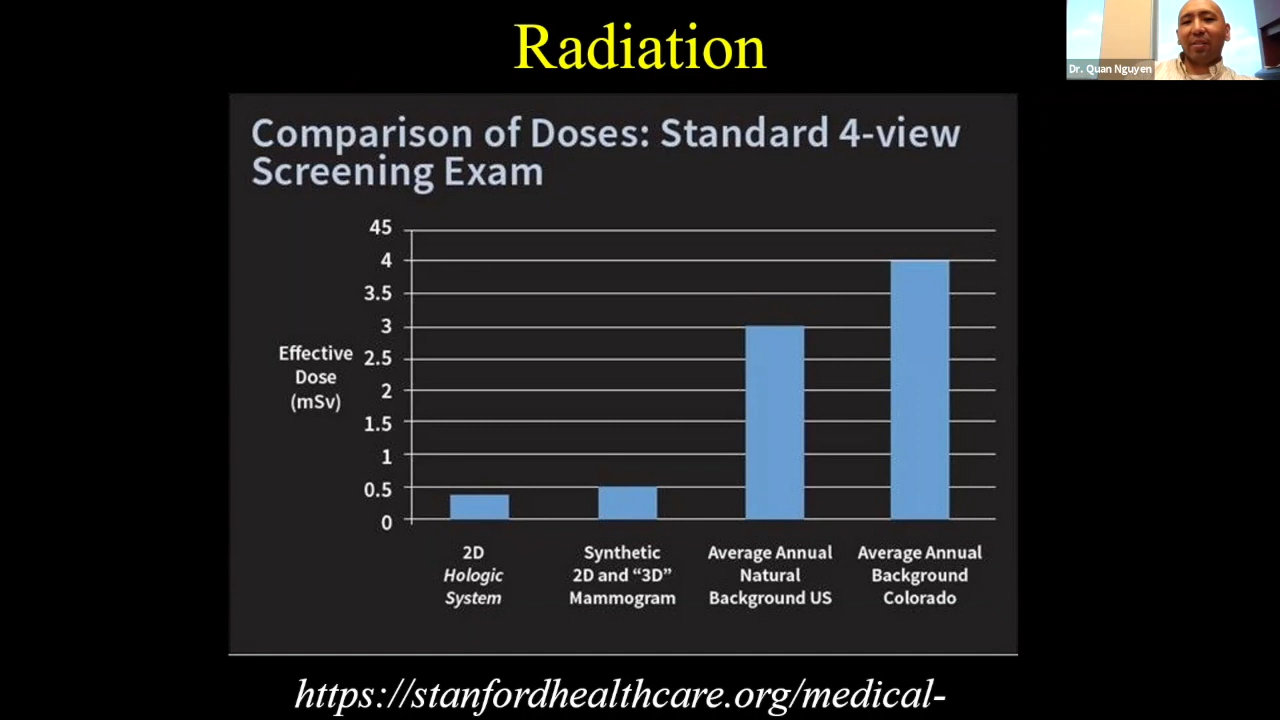 Radiation
Dr. Quan Nguyen
Comparison of Doses: Standard 4-view
Screening Exam
45
4
3.5
3
2.5
2
1.5
1
0.5
0
Effective
Dose
(mSv)
2D
Hologic
System
Synthetic
2D and “3D”
Mammogram
Average Annual
Natural
Background US
Average Annual
Background
Colorado
https://stanfordhealthcare.org/medical-